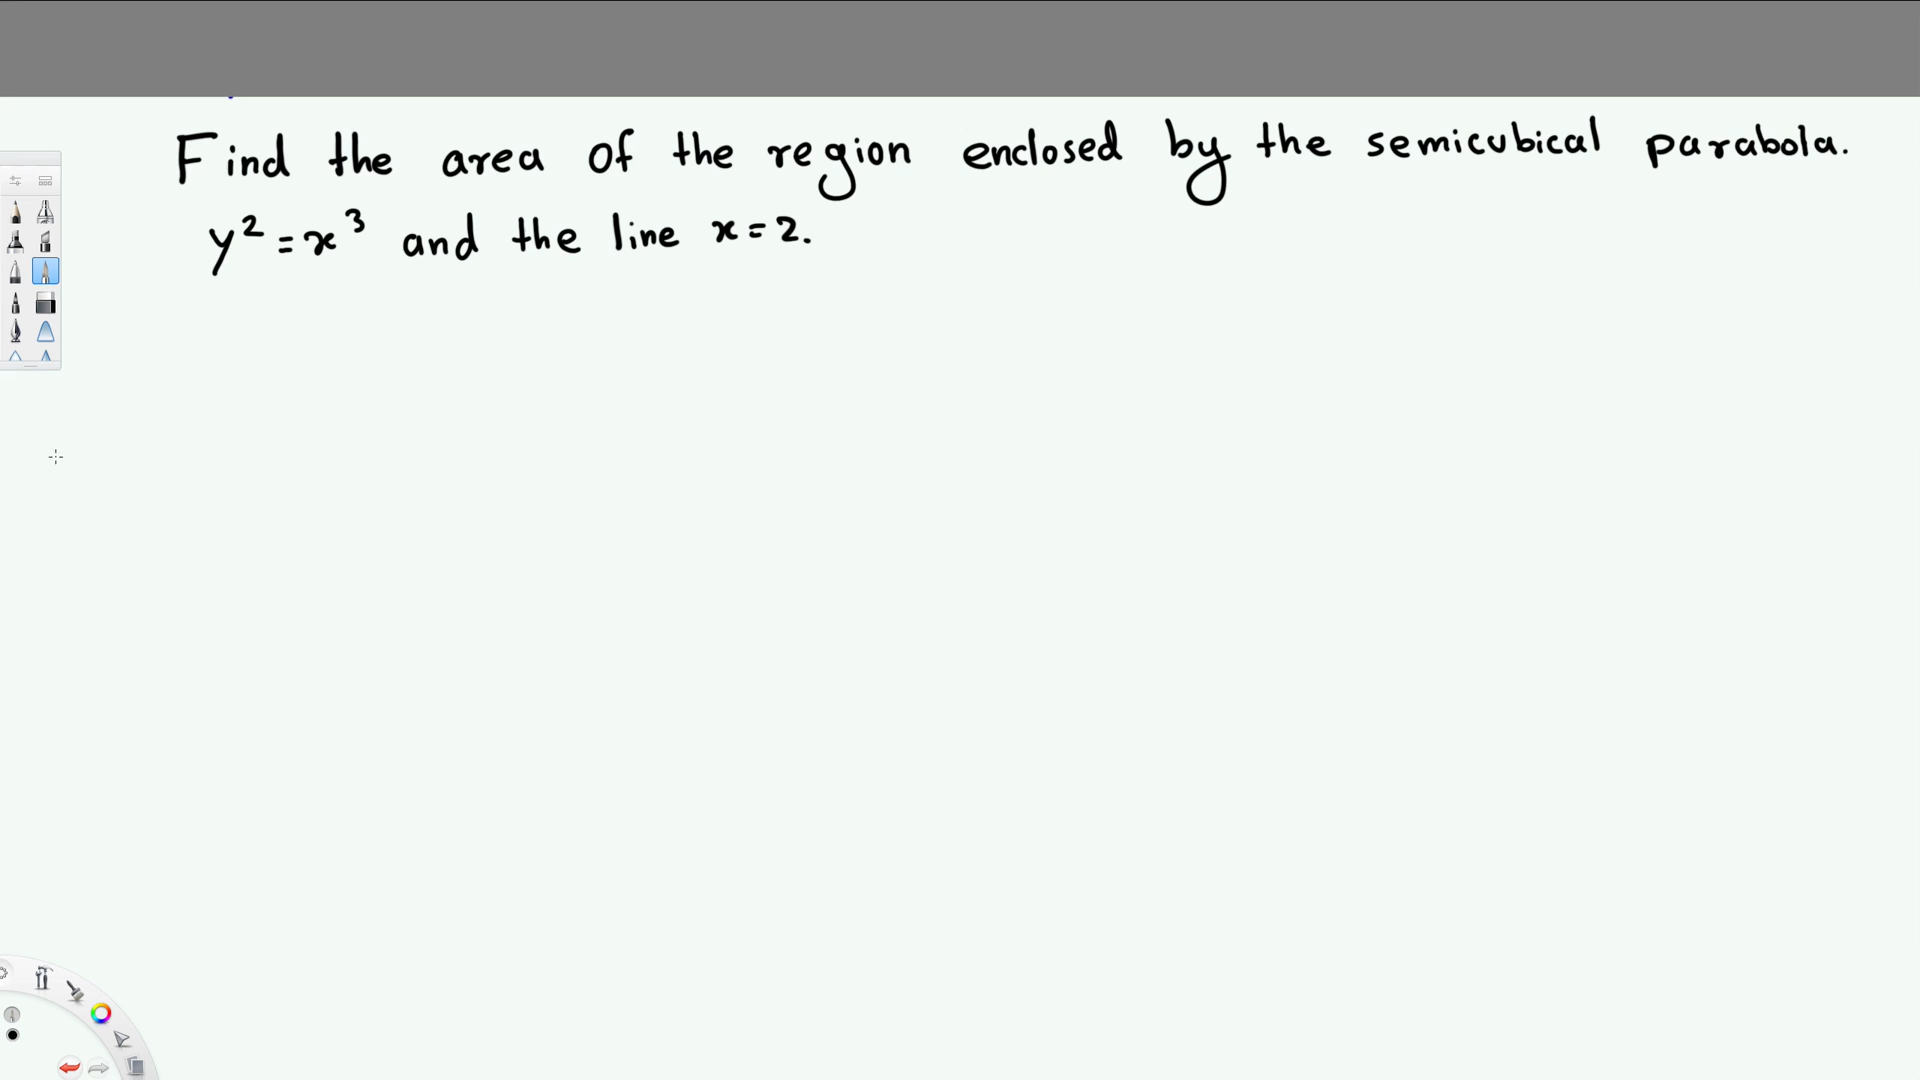 Find the area of the region enclosed by the semicubical parabola.
y² = x³ and the line x = 2.